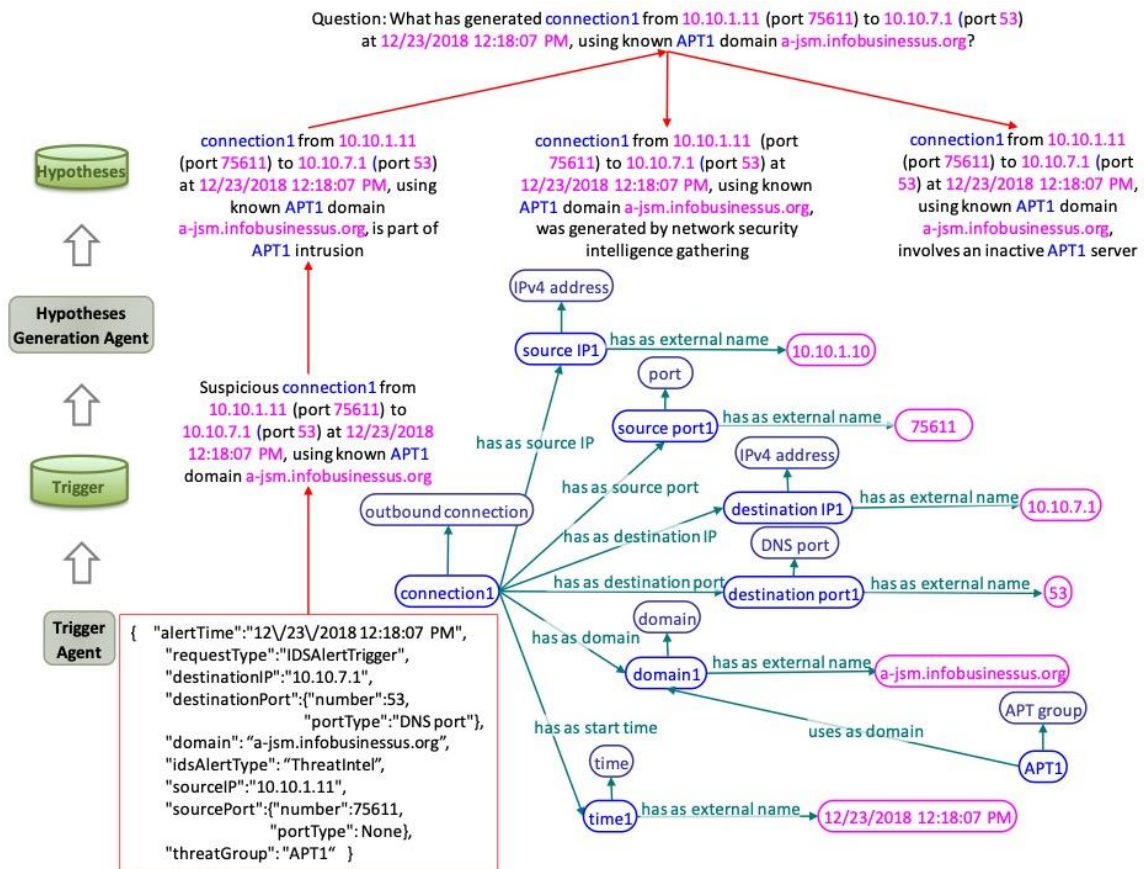 Question: What has generated connection1 from 10.10.1.11 (port 75611) to 10.10.7.1 (port 53)
at 12/23/2018 12:18:07 PM, using known APT1 domain a-jsm.infobusinessus.org?
Hypotheses
connection1 from 10.10.1.11
(port 75611) to 10.10.7.1 (port 53)
at 12/23/2018 12:18:07 PM, using
known APT1 domain
a-jsm.infobusinessus.org, is part of
APT1 intrusion
connection1 from 10.10.1.11 (port
75611) to 10.10.7.1 (port 53) at
12/23/2018 12:18:07 PM, using known
APT1 domain a-jsm.infobusinessus.org,
was generated by network security
intelligence gathering
connection1 from 10.10.1.11
(port 75611) to 10.10.7.1 (port
53) at 12/23/2018 12:18:07 PM,
using known APT1 domain
a-jsm.infobusinessus.org,
involves an inactive APT1 server
Hypotheses
Generation Agent
IPv4 address
source IP1
has as external name
10.10.1.10
Suspicious connection1 from
10.10.1.11 (port 75611) to
10.10.7.1 (port 53) at 12/23/2018
12:18:07 PM, using known APT1
domain a-jsm.infobusinessus.org
has as source IP
port
source port1
has as external name
75611
Trigger
has as source port
IPv4 address
destination IP1
has as external name
10.10.7.1
outbound connection
has as destination IP
DNS port
connection1
has as destination port
destination port1
has as external name
53
Trigger
Agent
{ "alertTime":"12\/23\/2018 12:18:07 PM",
"requestType":"IDSAlertTrigger",
"destinationIP":"10.10.7.1",
"destinationPort":{"number":53,
"portType":"DNS port"},
"domain": “a-jsm.infobusinessus.org”,
"idsAlertType": “ThreatIntel”,
"sourceIP":"10.10.1.11",
"sourcePort":{"number":75611,
"portType": None},
"threatGroup": "APT1“ }
has as domain
domain
domain1
has as external name
a-jsm.infobusinessus.org
APT group
uses as domain
APT1
has as start time
time
time1
has as external name
12/23/2018 12:18:07 PM